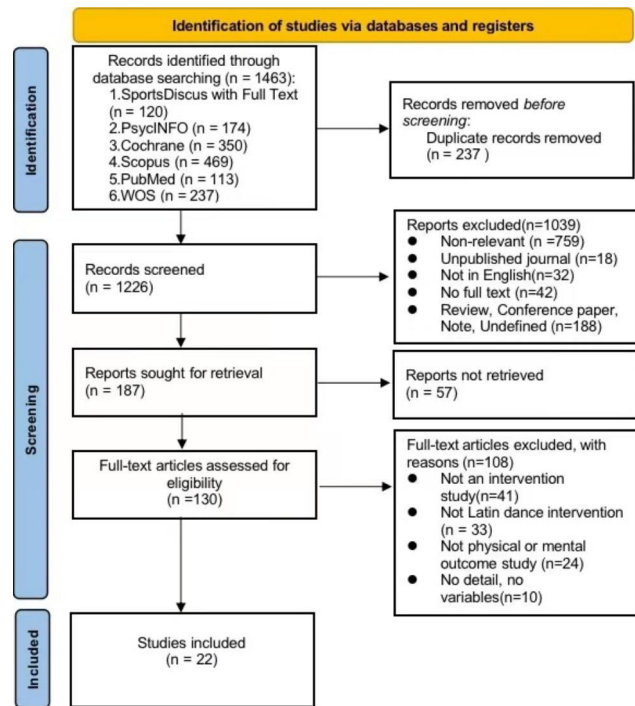 Identification of studies via databases and registers
Identification
Records identified through
database searching (n = 1463):
1.SportsDiscus with Full Text
(n = 120)
2.PsycINFO (n = 174)
3.Cochrane (n = 350)
4.Scopus (n = 469)
5.PubMed (n = 113)
6.WOS (n = 237)
Records removed before
screening:
Duplicate records removed
(n = 237 )
Screening
Records screened
(n = 1226)
Reports excluded(n=1039)
● Non-relevant (n =759)
● Unpublished journal (n=18)
● Not in English(n=32)
● No full text (n=42)
● Review, Conference paper,
Note, Undefined (n=188)
Reports sought for retrieval
(n = 187)
Reports not retrieved
(n = 57)
Full-text articles assessed for
eligibility
(n =130)
Full-text articles excluded, with
reasons (n=108)
● Not an intervention
study(n=41)
● Not Latin dance intervention
(n = 33)
● Not physical or mental
outcome study (n=24)
● No detail, no
variables(n=10)
Included
Studies included
(n = 22)